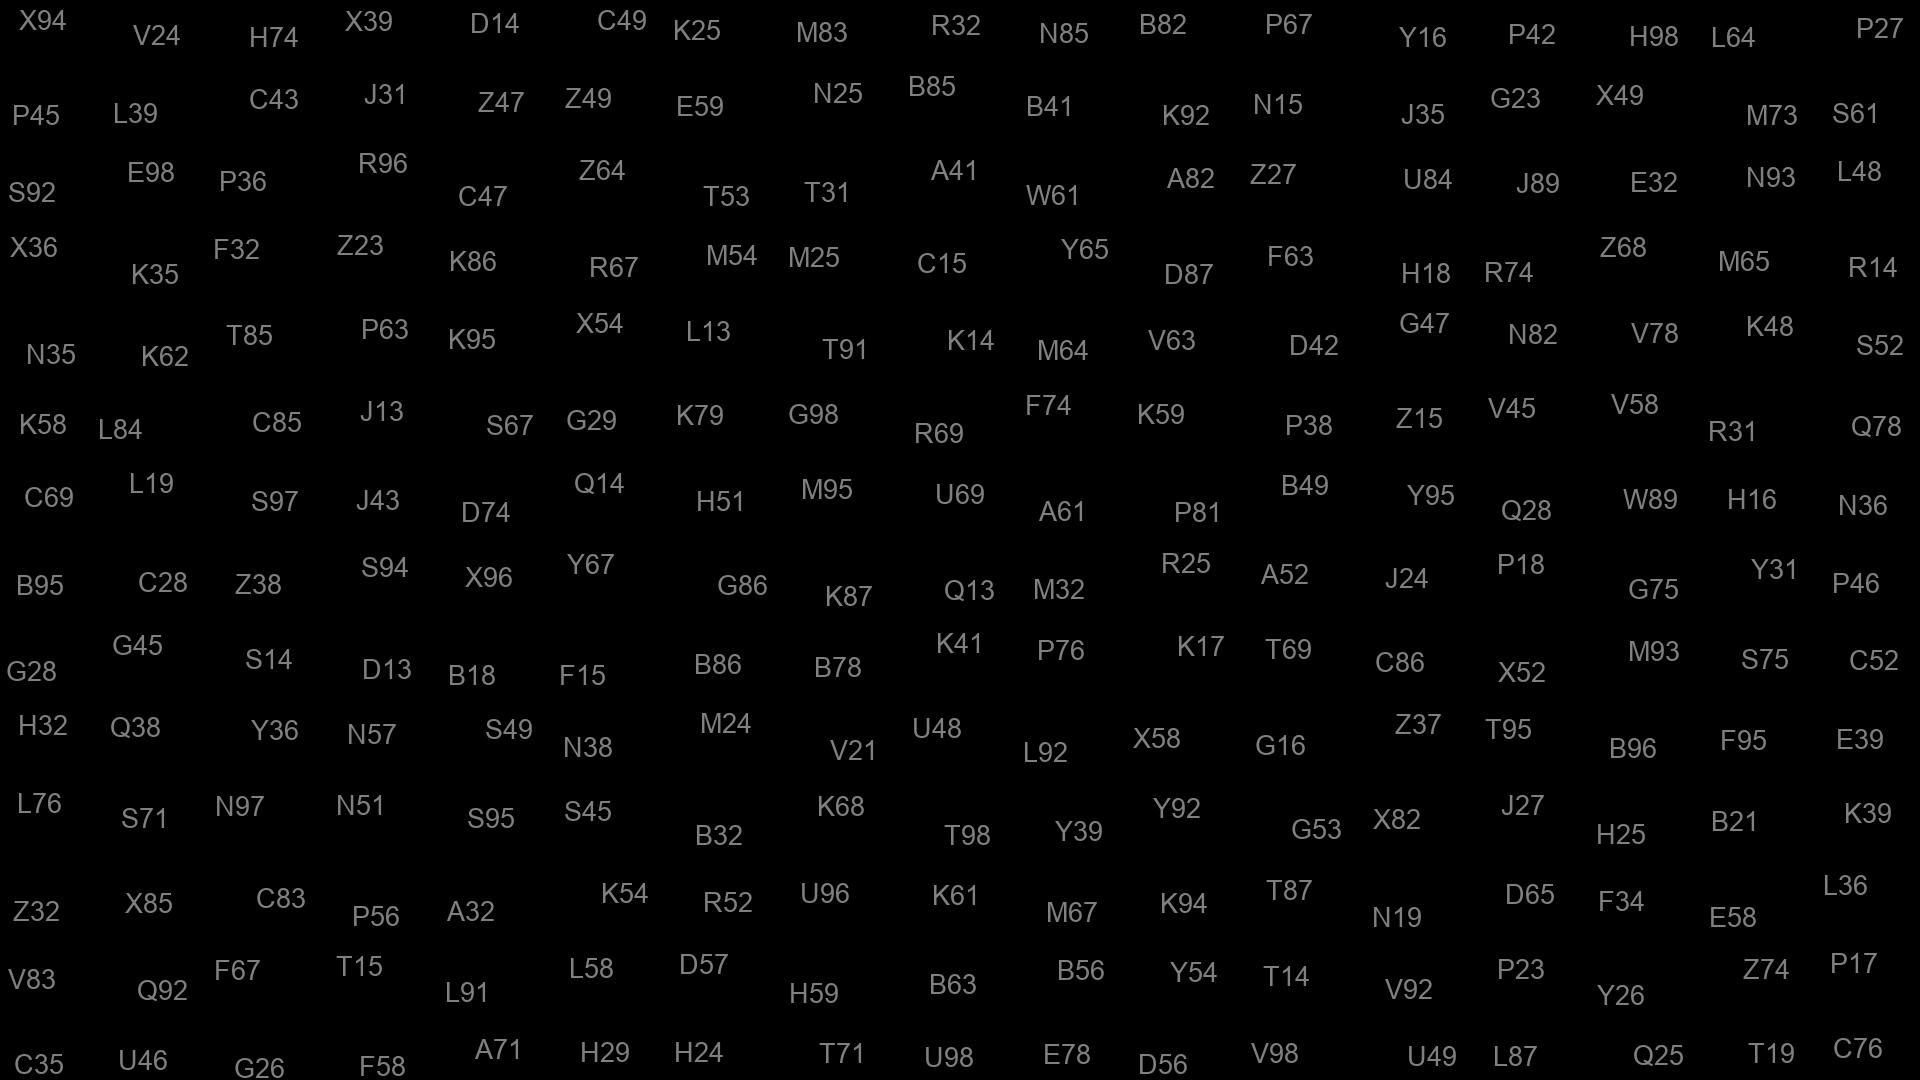 X94 V24 H74 X39 D14 C49 K25 M83 R32 N85 B82 P67 Y16 P42 H98 L64 P27
P45 L39 C43 J31 Z47 Z49 E59 N25 B85 B41 K92 N15 J35 G23 X49 M73 S61
S92 E98 P36 R96 C47 Z64 T53 T31 A41 W61 A82 Z27 U84 J89 E32 N93 L48
X36 K35 F32 Z23 K86 R67 M54 M25 C15 Y65 D87 F63 H18 R74 Z68 M65 R14
N35 K62 T85 P63 K95 X54 L13 T91 K14 M64 V63 D42 G47 N82 V78 K48 S52
K58 L84 C85 J13 S67 G29 K79 G98 R69 F74 K59 P38 Z15 V45 V58 R31 Q78
C69 L19 S97 J43 D74 Q14 H51 M95 U69 A61 P81 B49 Y95 Q28 W89 H16 N36
B95 C28 Z38 S94 X96 Y67 G86 K87 Q13 M32 R25 A52 J24 P18 G75 Y31 P46
G28 G45 S14 D13 B18 F15 B86 B78 K41 P76 K17 T69 C86 X52 M93 S75 C52
H32 Q38 Y36 N57 S49 N38 M24 V21 U48 L92 X58 G16 Z37 T95 B96 F95 E39
L76 S71 N97 N51 S95 S45 B32 K68 T98 Y39 Y92 G53 X82 J27 H25 B21 K39
Z32 X85 C83 P56 A32 K54 R52 U96 K61 M67 K94 T87 N19 D65 F34 E58 L36
V83 Q92 F67 T15 L91 L58 D57 H59 B63 B56 Y54 T14 V92 P23 Y26 Z74 P17
C35 U46 G26 F58 A71 H29 H24 T71 U98 E78 D56 V98 U49 L87 Q25 T19 C76